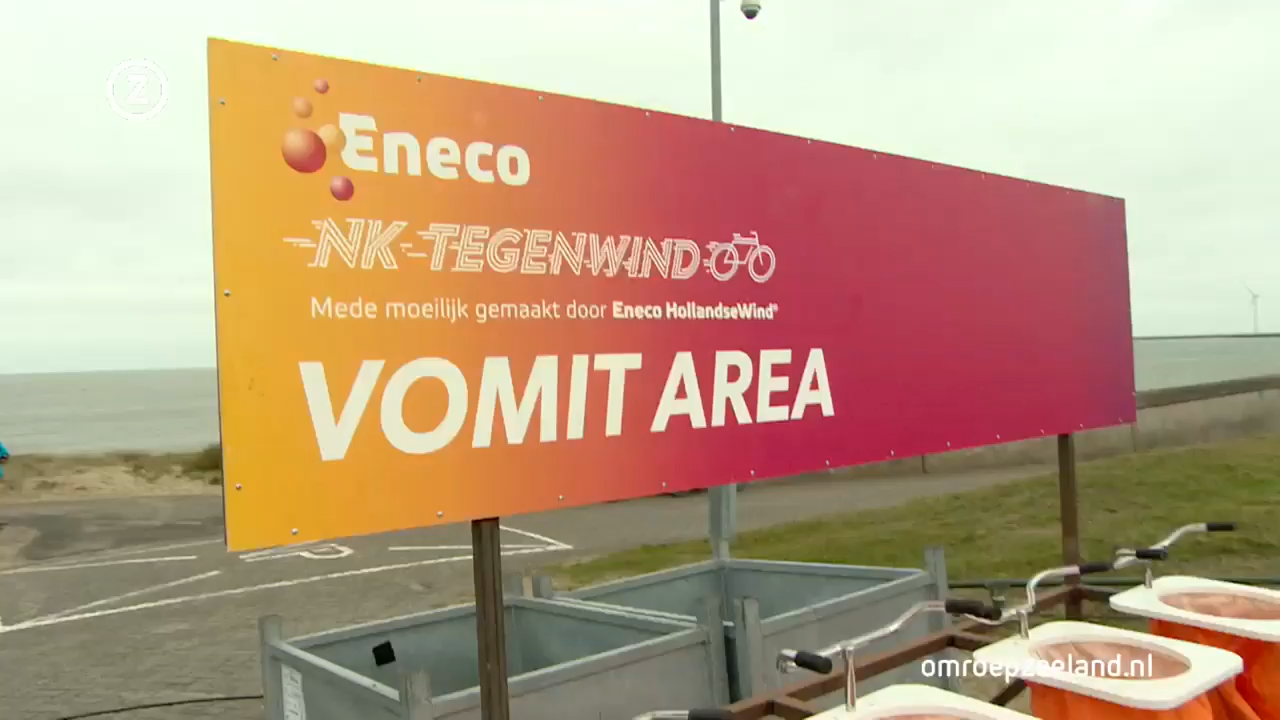 Z
Eneco
NK-TEGENWIND
Mede moeilijk gemaakt door Eneco HollandseWind®
VOMIT AREA
omroepzeeland.nl